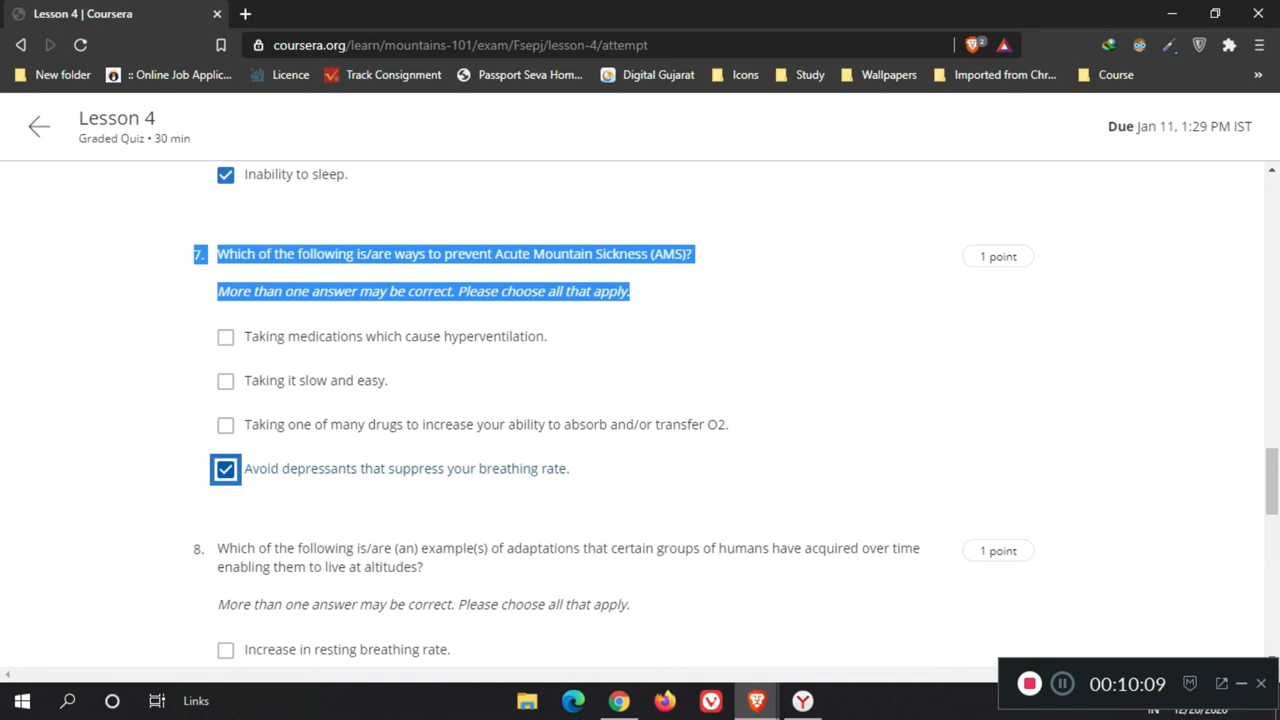 Lesson 4 | Coursera
coursera.org/learn/mountains-101/exam/Fsepj/lesson-4/attempt
2
New folder
:: Online Job Applic...
Licence
Track Consignment
Passport Seva Hom...
Digital Gujarat
Icons
Study
Wallpapers
Imported from Chr...
Course
»
Lesson 4
Graded Quiz • 30 min
Due Jan 11, 1:29 PM IST
Inability to sleep.
7. Which of the following is/are ways to prevent Acute Mountain Sickness (AMS)?
1 point
More than one answer may be correct. Please choose all that apply.
Taking medications which cause hyperventilation.
Taking it slow and easy.
Taking one of many drugs to increase your ability to absorb and/or transfer O2.
Avoid depressants that suppress your breathing rate.
8. Which of the following is/are (an) example(s) of adaptations that certain groups of humans have acquired over time
enabling them to live at altitudes?
1 point
More than one answer may be correct. Please choose all that apply.
Increase in resting breathing rate.
00:10:09
Links